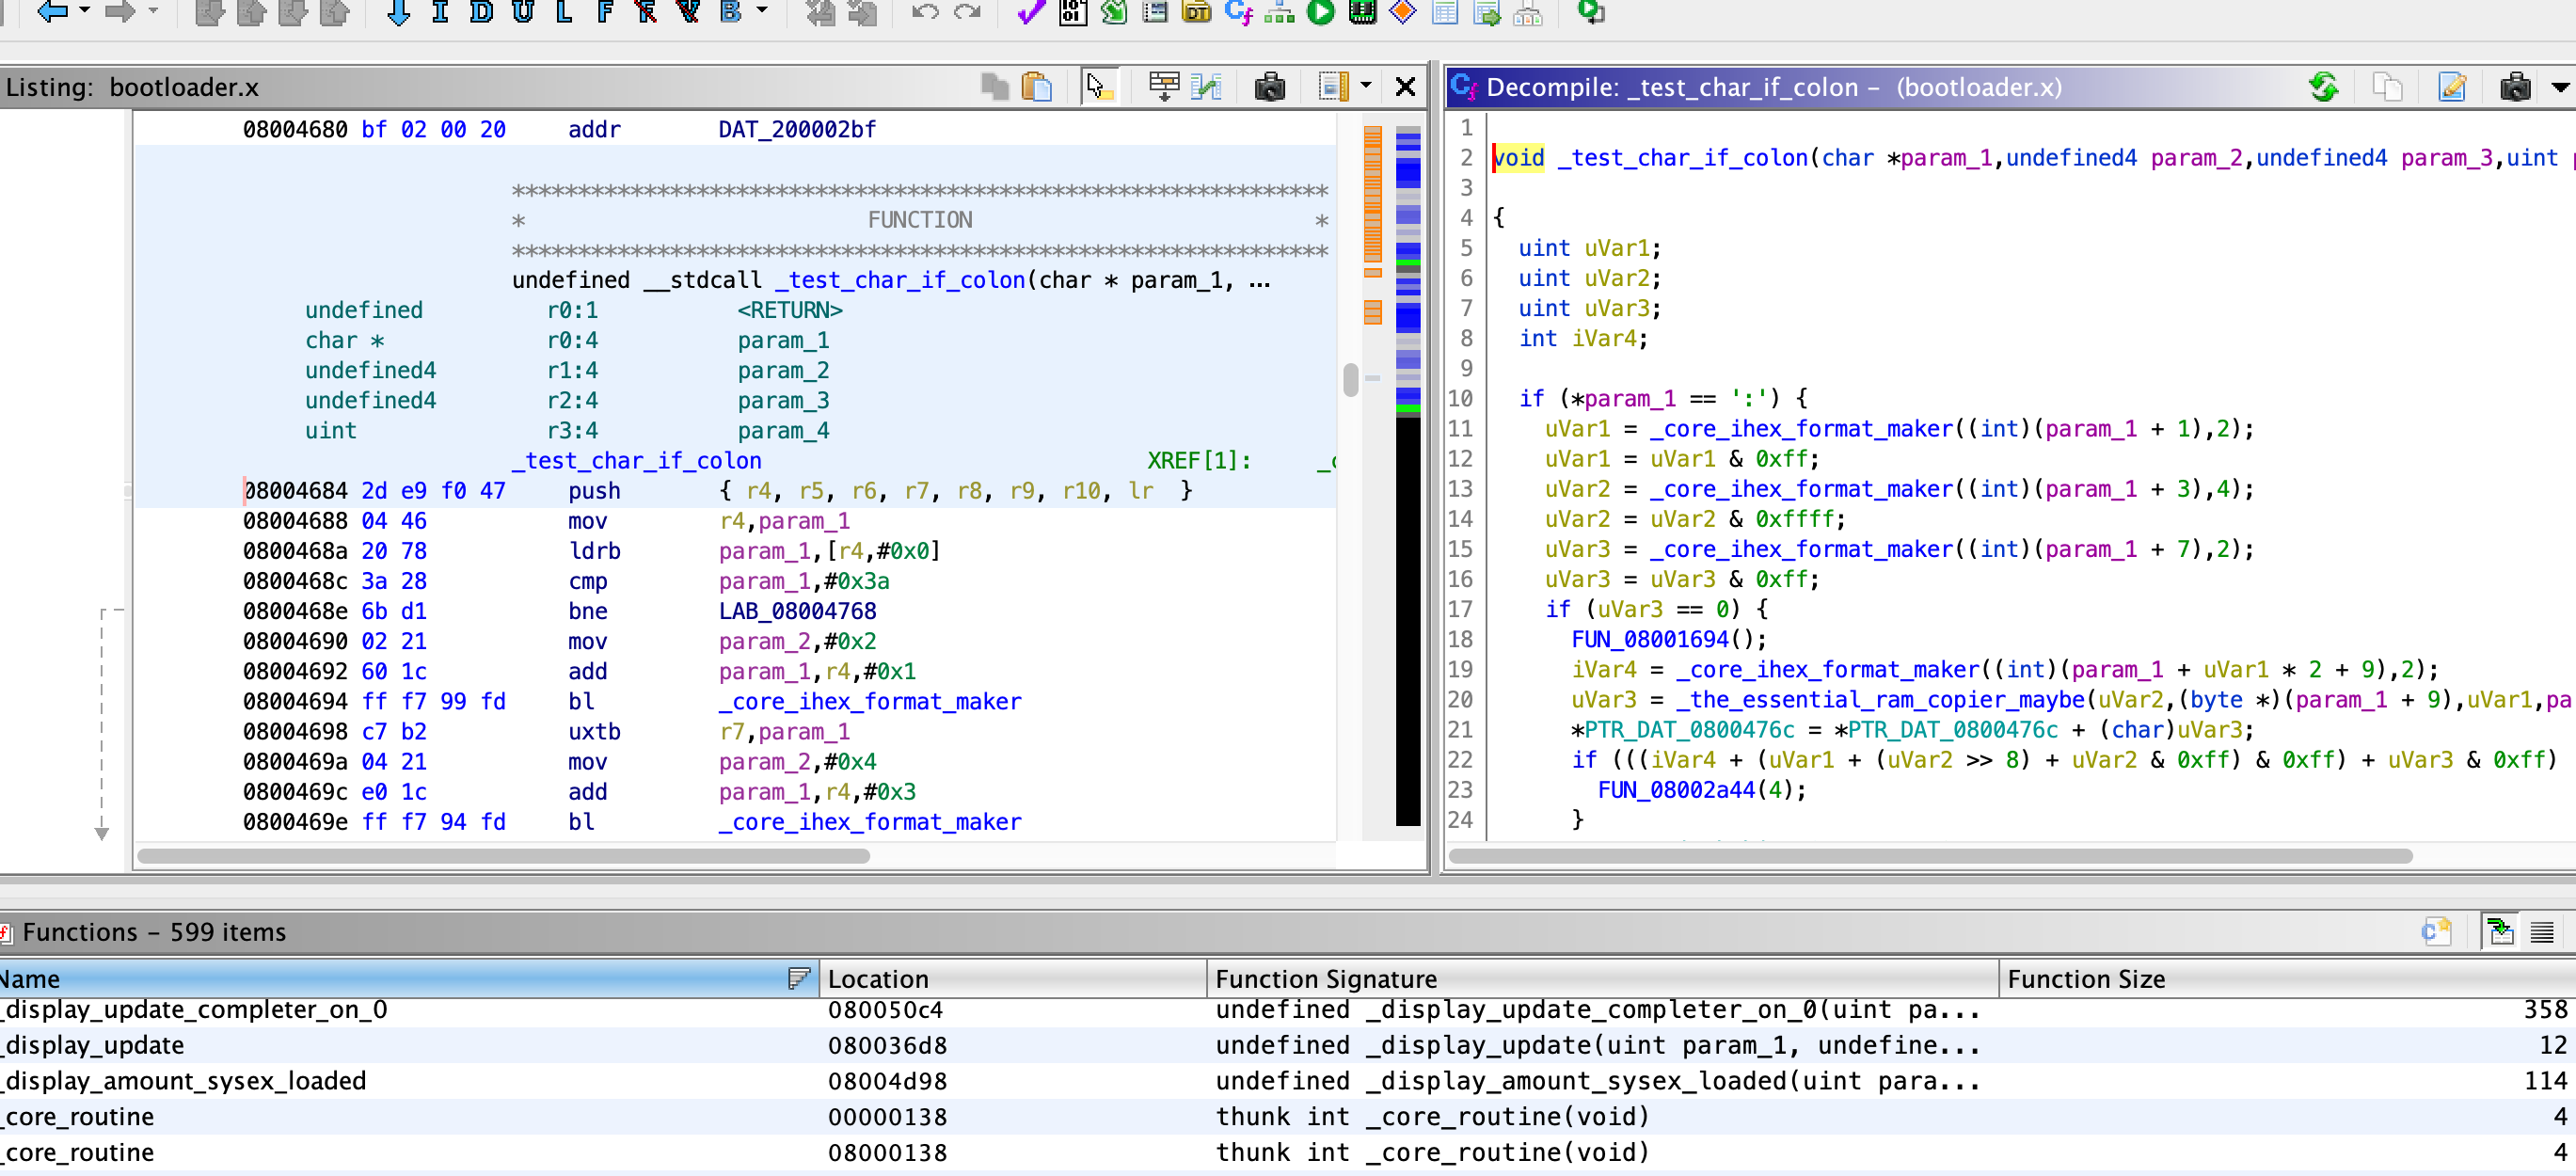 I D U L F F V B
Listing: bootloader.x
08004680 bf 02 00 20 addr DAT_200002bf
**************************************************************
* FUNCTION *
**************************************************************
undefined __stdcall _test_char_if_colon(char * param_1, ...
undefined r0:1 <RETURN>
char * r0:4 param_1
undefined4 r1:4 param_2
undefined4 r2:4 param_3
uint r3:4 param_4
_test_char_if_colon XREF[1]:
08004684 2d e9 f0 47 push { r4, r5, r6, r7, r8, r9, r10, lr }
08004688 04 46 mov r4,param_1
0800468a 20 78 ldrb param_1,[r4,#0x0]
0800468c 3a 28 cmp param_1,#0x3a
0800468e 6b d1 bne LAB_08004768
08004690 02 21 mov param_2,#0x2
08004692 60 1c add param_1,r4,#0x1
08004694 ff f7 99 fd bl _core_ihex_format_maker
08004698 c7 b2 uxtb r7,param_1
0800469a 04 21 mov param_2,#0x4
0800469c e0 1c add param_1,r4,#0x3
0800469e ff f7 94 fd bl _core_ihex_format_maker
Decompile: _test_char_if_colon – (bootloader.x)
1
2 void _test_char_if_colon(char *param_1,undefined4 param_2,undefined4 param_3,uint
3
4 {
5 uint uVar1;
6 uint uVar2;
7 uint uVar3;
8 int iVar4;
9
10 if (*param_1 == ':') {
11 uVar1 = _core_ihex_format_maker((int)(param_1 + 1),2);
12 uVar1 = uVar1 & 0xff;
13 uVar2 = _core_ihex_format_maker((int)(param_1 + 3),4);
14 uVar2 = uVar2 & 0xffff;
15 uVar3 = _core_ihex_format_maker((int)(param_1 + 7),2);
16 uVar3 = uVar3 & 0xff;
17 if (uVar3 == 0) {
18 FUN_08001694();
19 iVar4 = _core_ihex_format_maker((int)(param_1 + uVar1 * 2 + 9),2);
20 uVar3 = _the_essential_ram_copier_maybe(uVar2,(byte *)(param_1 + 9),uVar1,pa
21 *PTR_DAT_0800476c = *PTR_DAT_0800476c + (char)uVar3;
22 if (((iVar4 + (uVar1 + (uVar2 >> 8) + uVar2 & 0xff) & 0xff) + uVar3 & 0xff)
23 FUN_08002a44(4);
24 }
Functions – 599 items
Name Location Function Signature Function Size
_display_update_completer_on_0 080050c4 undefined _display_update_completer_on_0(uint pa... 358
_display_update 080036d8 undefined _display_update(uint param_1, undefine... 12
_display_amount_sysex_loaded 08004d98 undefined _display_amount_sysex_loaded(uint para... 114
_core_routine 00000138 thunk int _core_routine(void) 4
_core_routine 08000138 thunk int _core_routine(void) 4